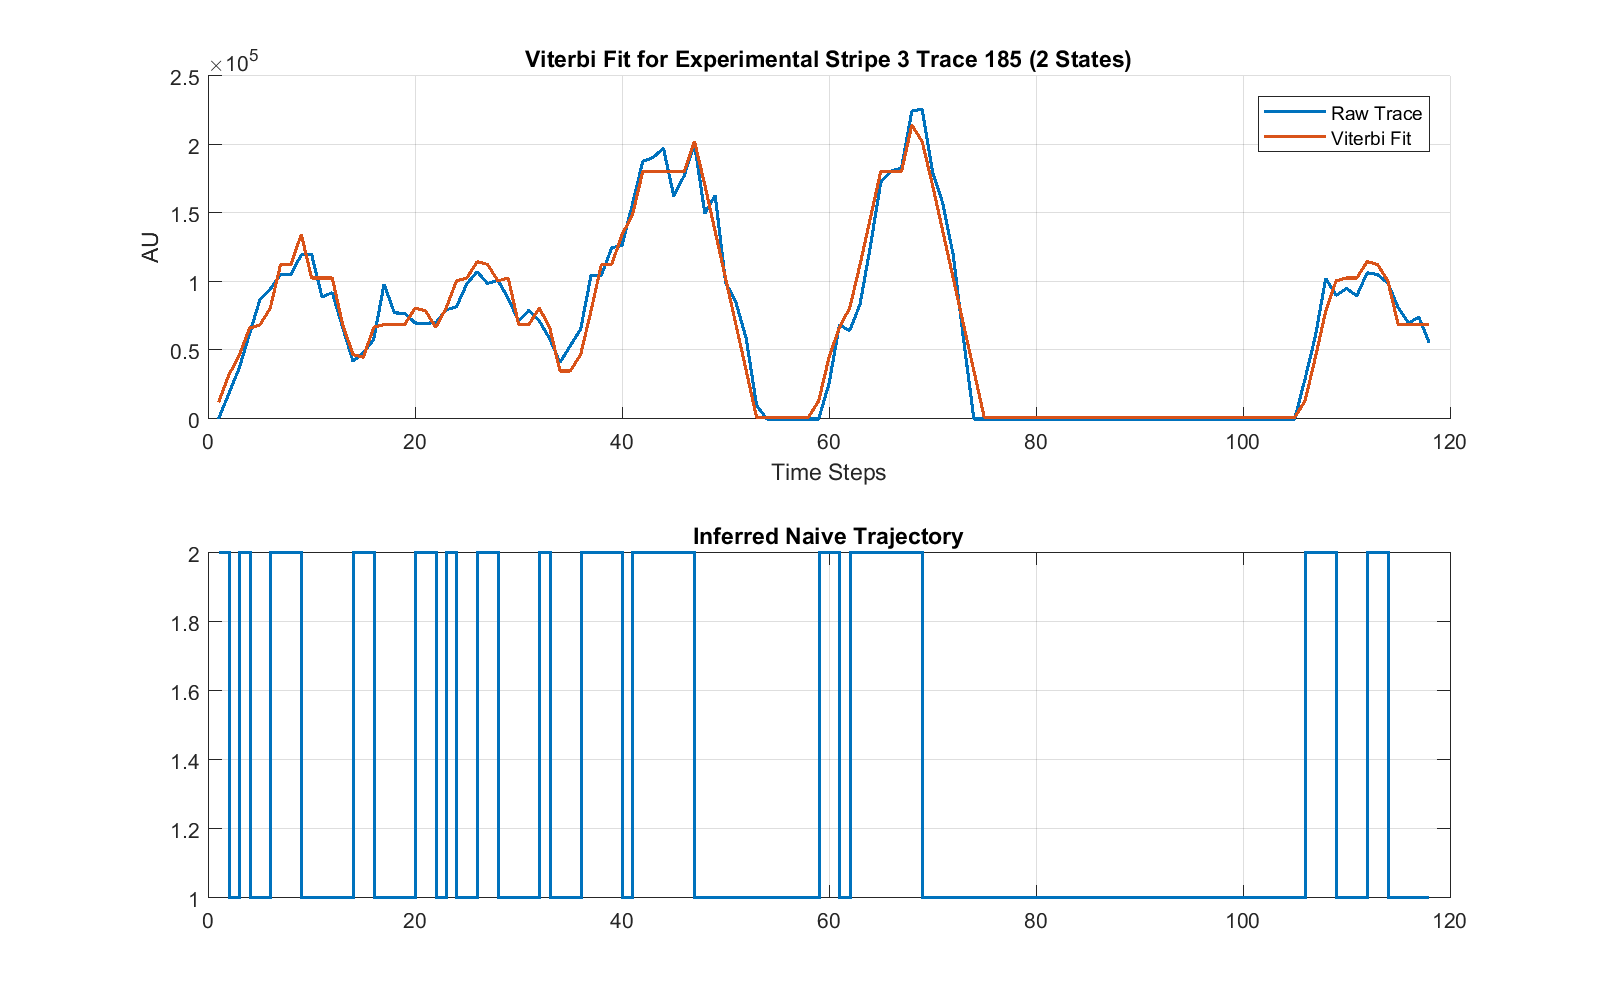 Viterbi Fit for Experimental Stripe 3 Trace 185 (2 States)
×10^5
2.5
2
1.5
1
0.5
0
AU
Raw Trace
Viterbi Fit
0 20 40 60 80 100 120
Time Steps
Inferred Naive Trajectory
2
1.8
1.6
1.4
1.2
1
0 20 40 60 80 100 120